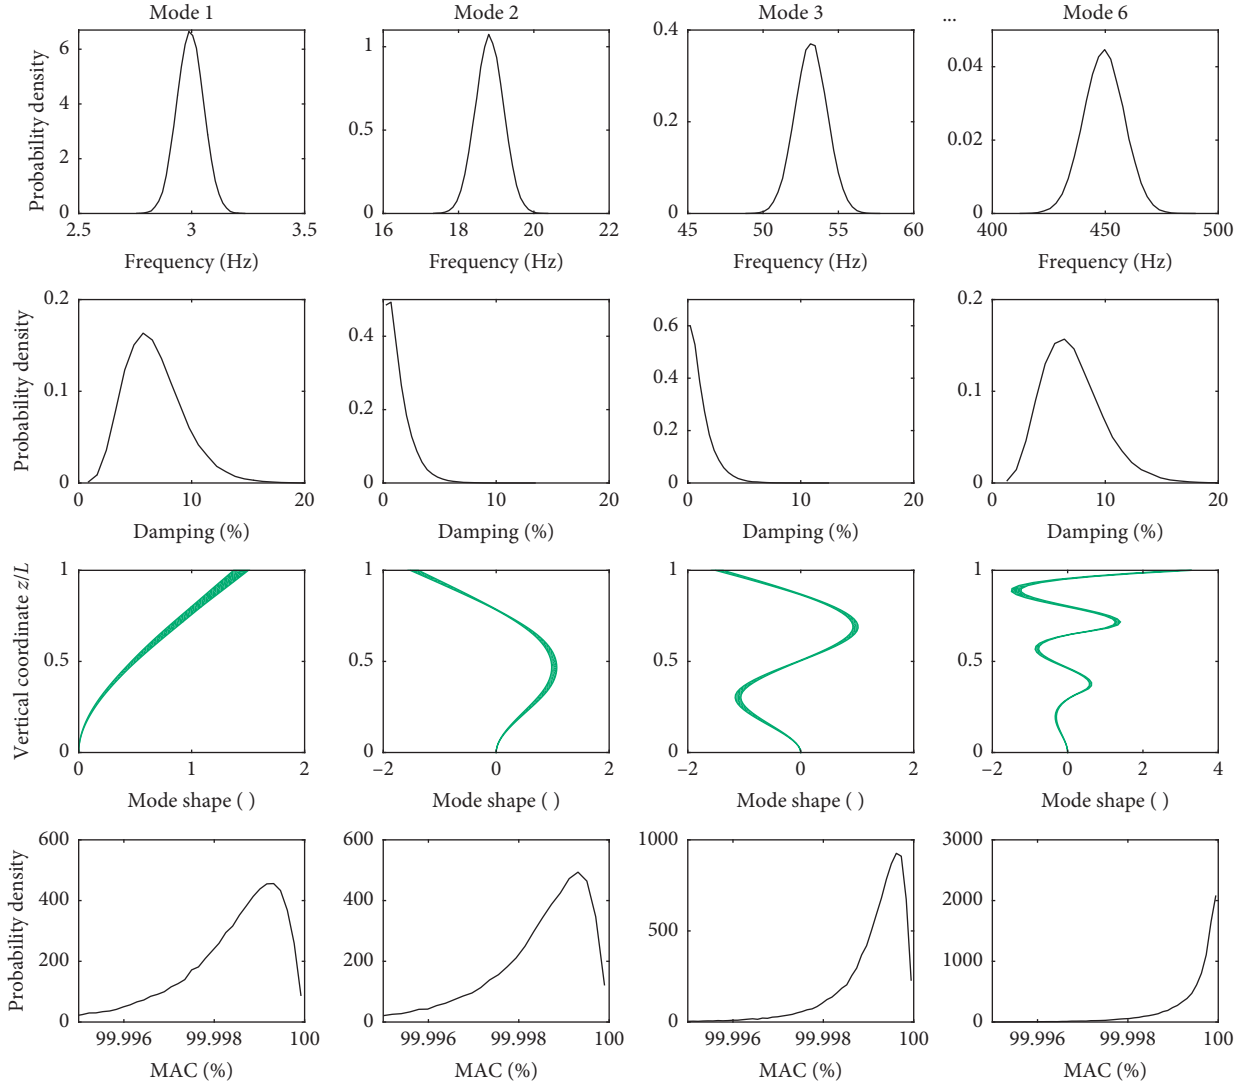 Mode 1 Mode 2 Mode 3 ... Mode 6
Probability density
6
4
2
0
2.5 3 3.5
Frequency (Hz)
1
0.5
0
16 18 20 22
Frequency (Hz)
0.4
0.2
0
45 50 55 60
Frequency (Hz)
0.04
0.02
0
400 450 500
Frequency (Hz)
Probability density
0.2
0.1
0
0 10 20
Damping (%)
0.4
0.2
0
0 10 20
Damping (%)
0.6
0.4
0.2
0
0 10 20
Damping (%)
0.2
0.1
0
0 10 20
Damping (%)
Vertical coordinate z/L
1
0.5
0
0 1 2
Mode shape ( )
1
0.5
0
−2 0 2
Mode shape ( )
1
0.5
0
−2 0 2
Mode shape ( )
1
0.5
0
−2 0 2 4
Mode shape ( )
Probability density
600
400
200
0
99.996 99.998 100
MAC (%)
600
400
200
0
99.996 99.998 100
MAC (%)
1000
500
0
99.996 99.998 100
MAC (%)
3000
2000
1000
0
99.996 99.998 100
MAC (%)